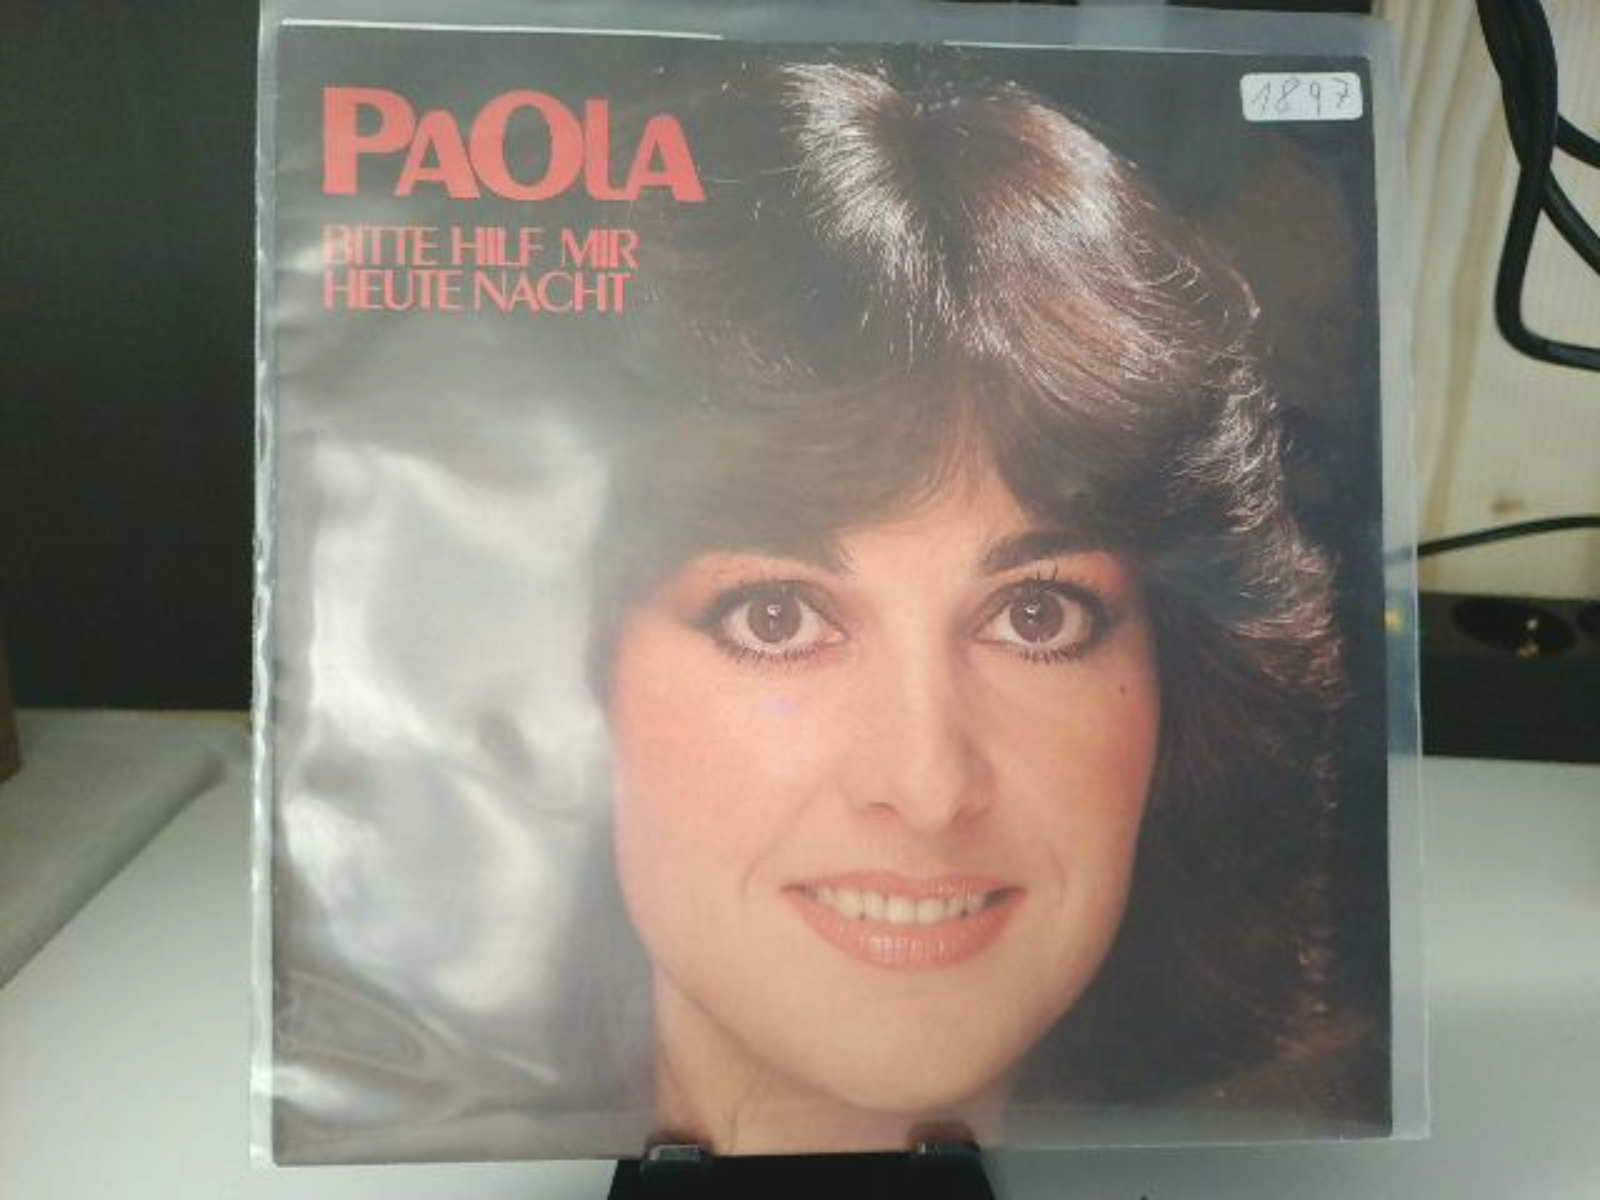 PAOLA
BITTE HILF MIR
HEUTE NACHT
1897